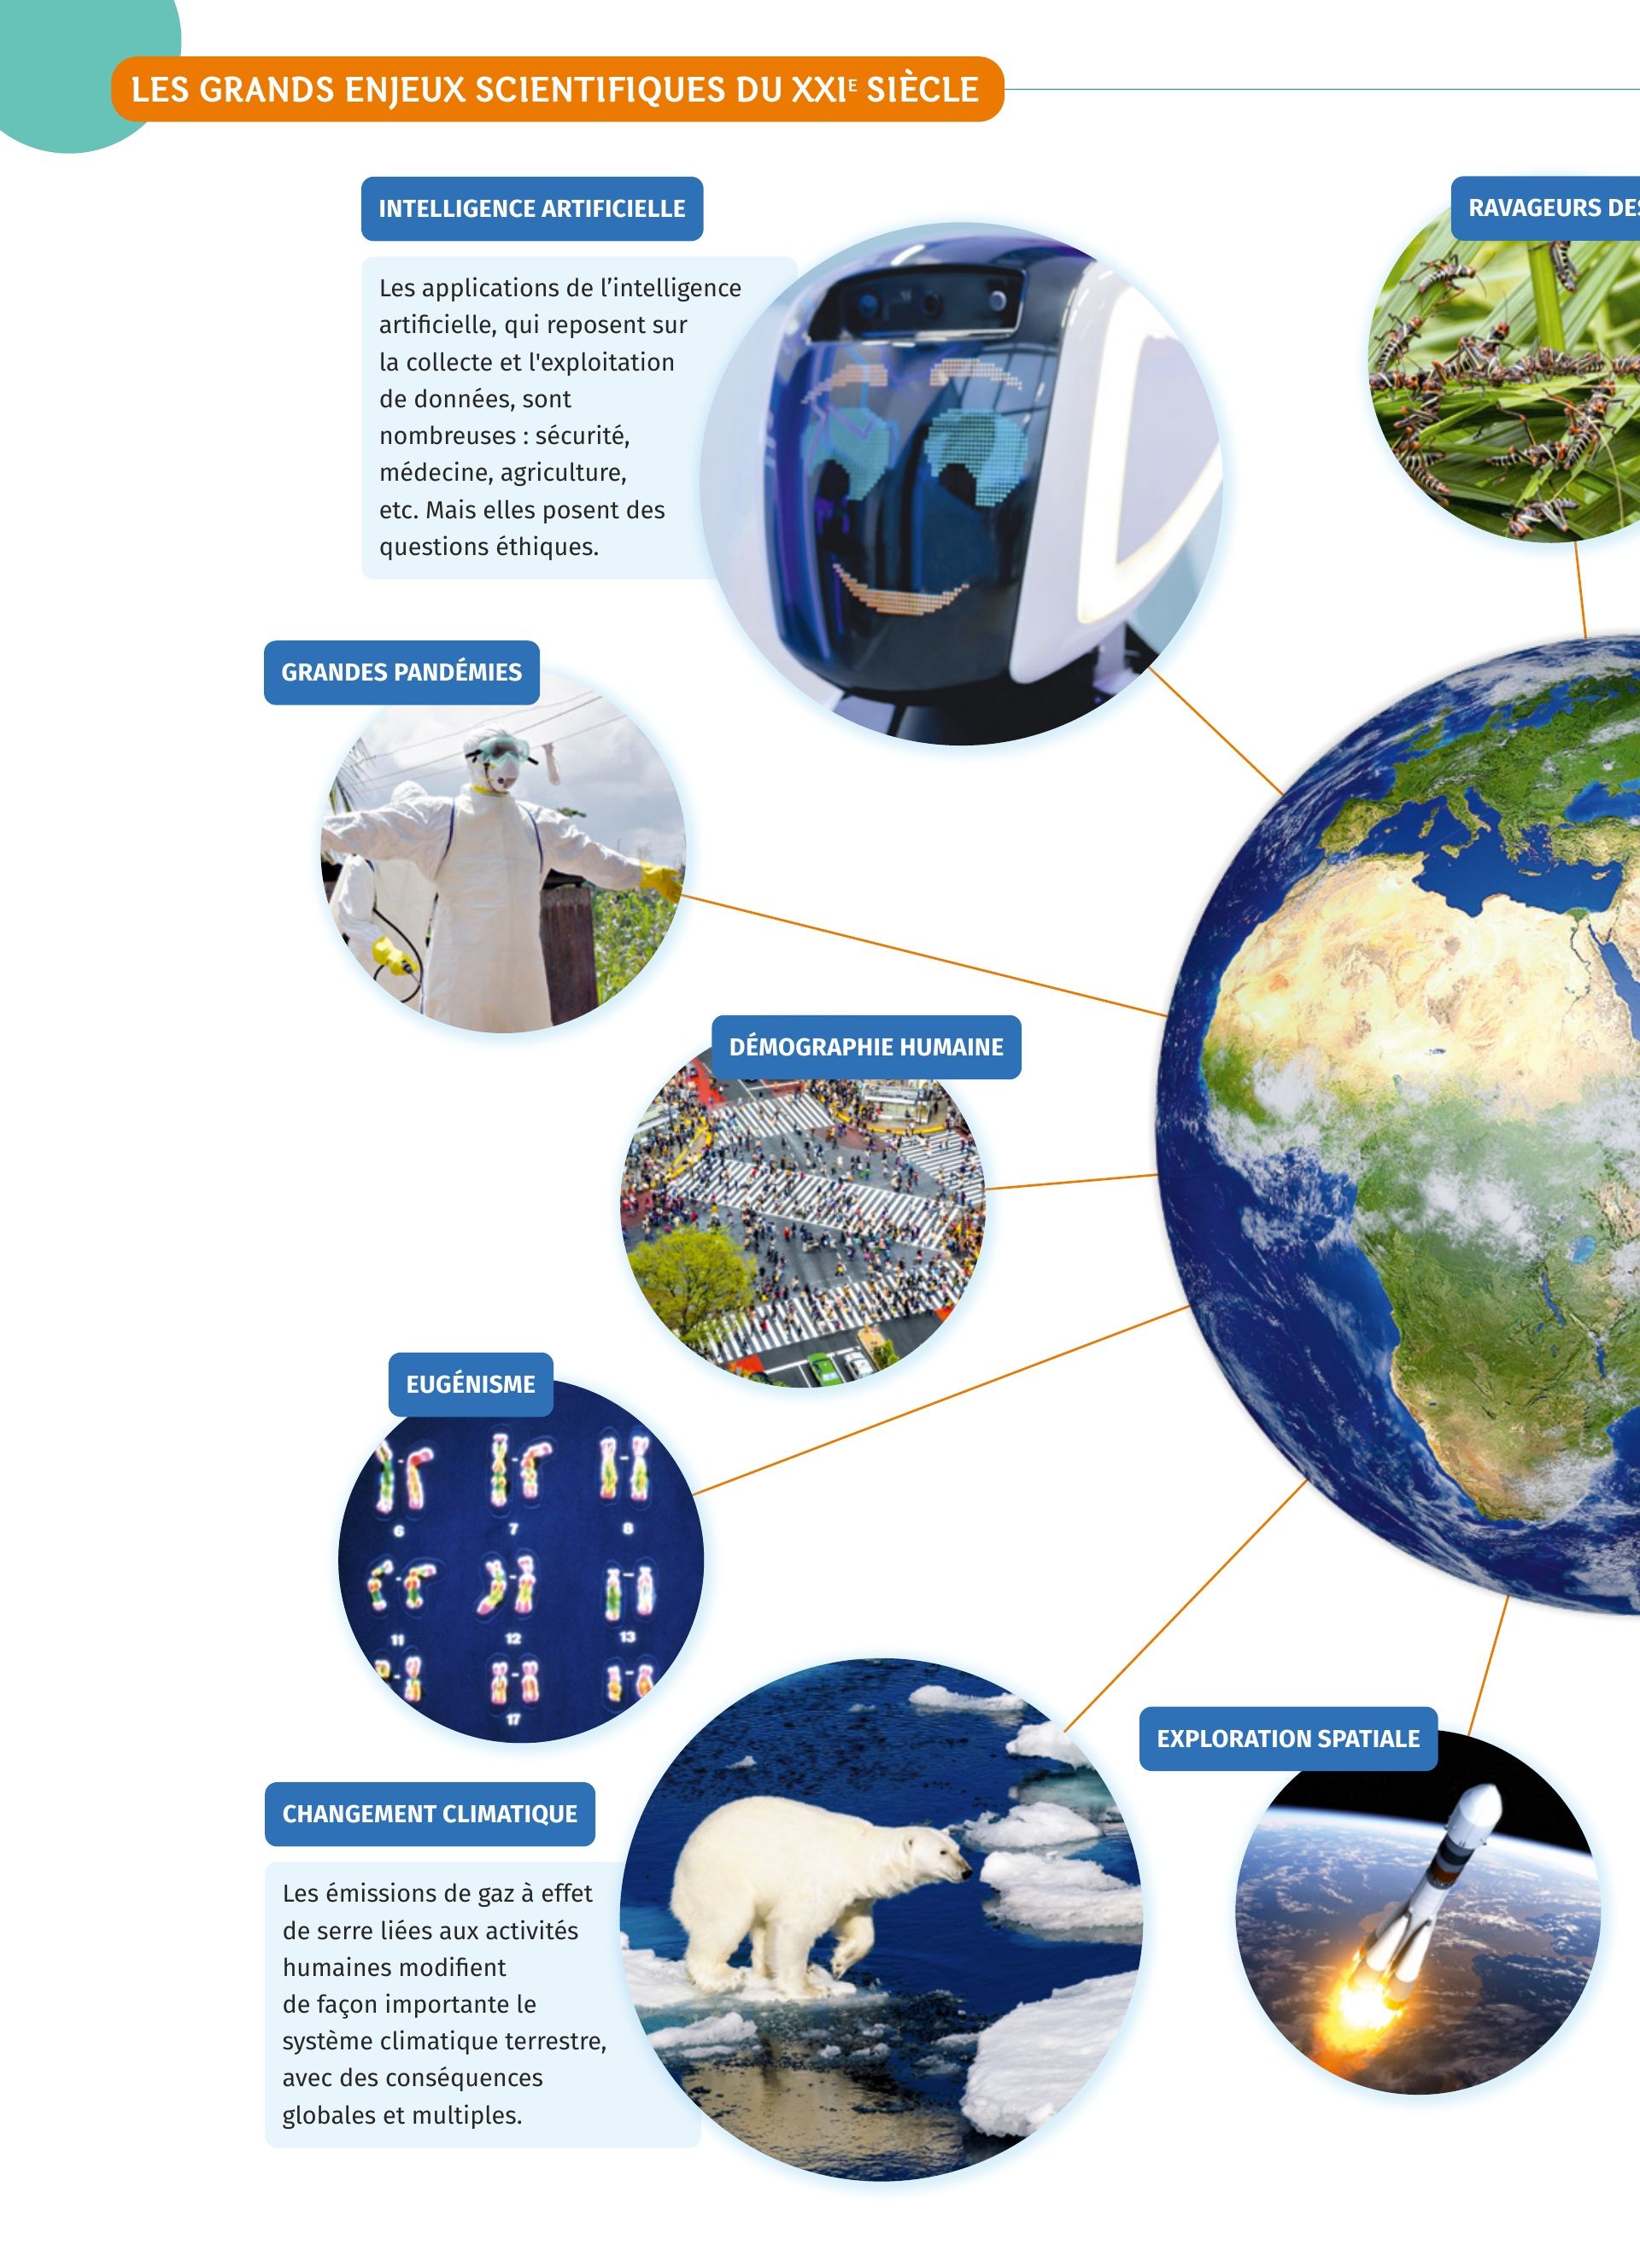 LES GRANDS ENJEUX SCIENTIFIQUES DU XXIE SIÈCLE
INTELLIGENCE ARTIFICIELLE
Les applications de l’intelligence
artificielle, qui reposent sur
la collecte et l'exploitation
de données, sont
nombreuses : sécurité,
médecine, agriculture,
etc. Mais elles posent des
questions éthiques.
RAVAGEURS DES
GRANDES PANDÉMIES
DÉMOGRAPHIE HUMAINE
EUGÉNISME
6 7 8
11 12 13
17
CHANGEMENT CLIMATIQUE
Les émissions de gaz à effet
de serre liées aux activités
humaines modifient
de façon importante le
système climatique terrestre,
avec des conséquences
globales et multiples.
EXPLORATION SPATIALE